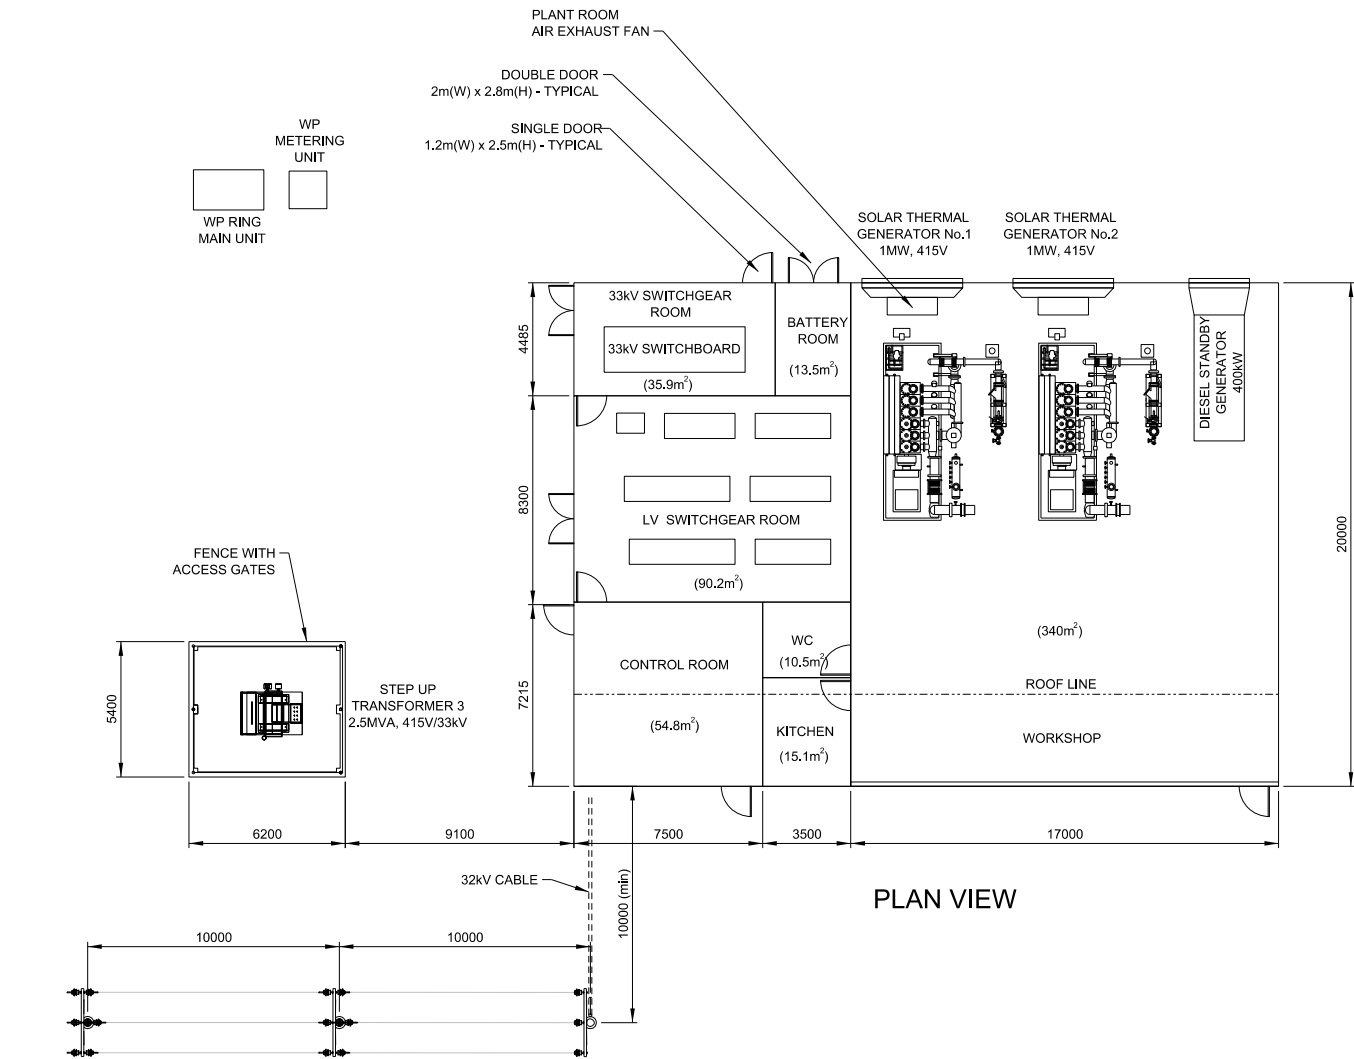 PLANT ROOM
AIR EXHAUST FAN
DOUBLE DOOR
2m(W) x 2.8m(H) - TYPICAL
SINGLE DOOR
1.2m(W) x 2.5m(H) - TYPICAL
WP
METERING
UNIT
WP RING
MAIN UNIT
SOLAR THERMAL
GENERATOR No.1
1MW, 415V
SOLAR THERMAL
GENERATOR No.2
1MW, 415V
33kV SWITCHGEAR
ROOM
33kV SWITCHBOARD
(35.9m²)
BATTERY
ROOM
(13.5m²)
DIESEL STANDBY
GENERATOR
400kW
4485
8300
7215
20000
LV SWITCHGEAR ROOM
(90.2m²)
FENCE WITH
ACCESS GATES
5400
STEP UP
TRANSFORMER 3
2.5MVA, 415V/33kV
CONTROL ROOM
(54.8m²)
WC
(10.5m²)
KITCHEN
(15.1m²)
(340m²)
ROOF LINE
WORKSHOP
6200
9100
7500
3500
17000
32kV CABLE
10000 (min)
PLAN VIEW
10000
10000